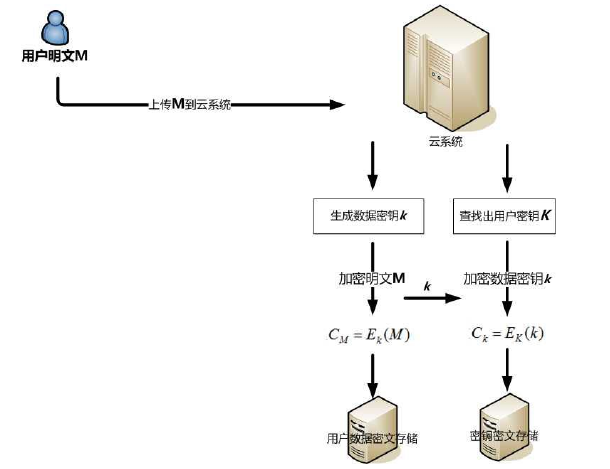 用户明文M
上传M到云系统
云系统
生成数据密钥k
查找出用户密钥K
加密明文M
k
加密数据密钥k
C_M = E_k(M)
C_k = E_K(k)
用户数据密文存储
密钥密文存储